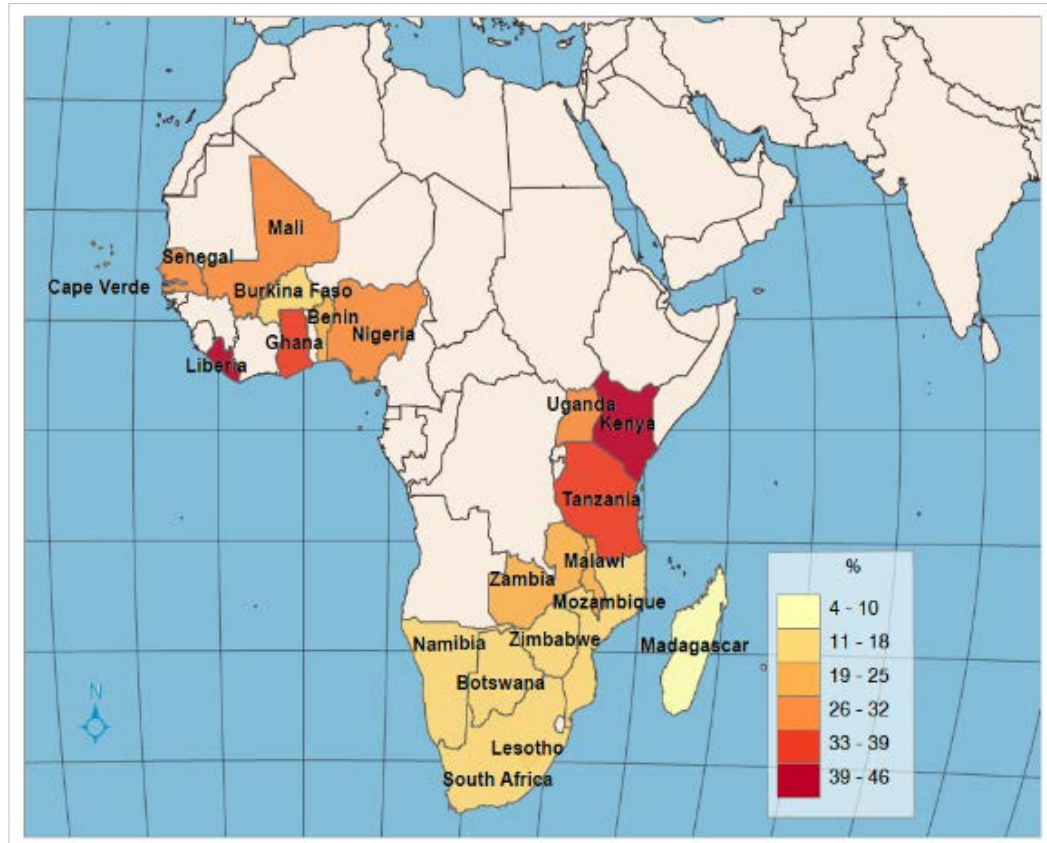 Mali
Senegal
Cape Verde
Burkina Faso
Benin
Ghana
Nigeria
Liberia
Uganda
Kenya
Tanzania
Malawi
Zambia
Mozambique
Zimbabwe
Namibia
Madagascar
Botswana
Lesotho
South Africa
N
%
4 - 10
11 - 18
19 - 25
26 - 32
33 - 39
39 - 46